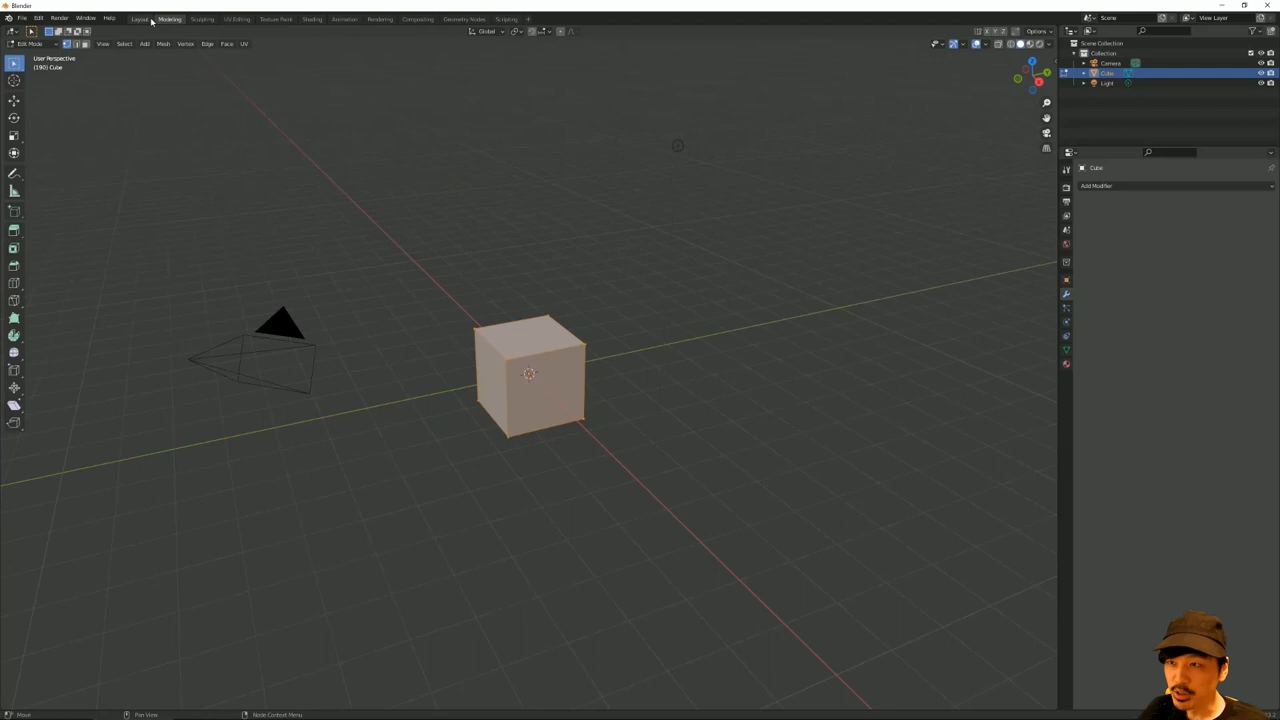 Blender
File Edit Render Window Help Layout Modeling Sculpting UV Editing Texture Paint Shading Animation Rendering Compositing Geometry Nodes Scripting + Scene View Layer
Global Options
Edit Mode View Select Add Mesh Vertex Edge Face UV X Y Z
User Perspective
(190) Cube
Scene Collection
Collection
Camera
Cube
Light
Z
Y
X
Cube
Add Modifier
Move Pan View Node Context Menu